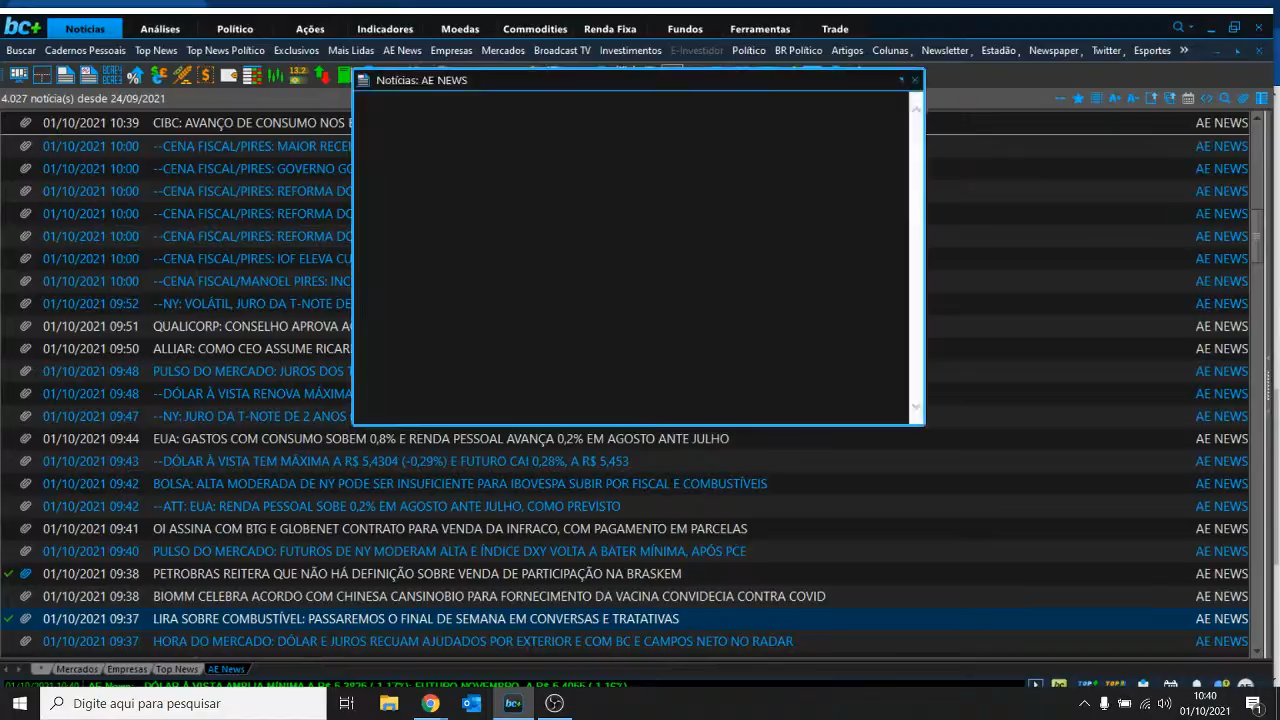 bc+ Notícias Análises Político Ações Indicadores Moedas Commodities Renda Fixa Fundos Ferramentas Trade
Buscar Cadernos Pessoais Top News Top News Político Exclusivos Mais Lidas AE News Empresas Mercados Broadcast TV Investimentos E-Investidor Político BR Político Artigos Colunas Newsletter Estadão Newspaper Twitter Esportes
13.2
Notícias: AE NEWS
4.027 notícia(s) desde 24/09/2021
01/10/2021 10:39 CIBC: AVANÇO DE CONSUMO NOS AE NEWS
01/10/2021 10:00 --CENA FISCAL/PIRES: MAIOR AE NEWS
01/10/2021 10:00 --CENA FISCAL/PIRES: GOVERNO AE NEWS
01/10/2021 10:00 --CENA FISCAL/PIRES: REFORMA AE NEWS
01/10/2021 10:00 --CENA FISCAL/PIRES: REFORMA AE NEWS
01/10/2021 10:00 --CENA FISCAL/PIRES: REFORMA AE NEWS
01/10/2021 10:00 --CENA FISCAL/PIRES: IOF ELEVA AE NEWS
01/10/2021 10:00 --CENA FISCAL/MANOEL PIRES: AE NEWS
01/10/2021 09:52 --NY: VOLÁTIL, JURO DA T-NOTE DE AE NEWS
01/10/2021 09:51 QUALICORP: CONSELHO APROVA AE NEWS
01/10/2021 09:50 ALLIAR: COMO CEO ASSUME AE NEWS
01/10/2021 09:48 PULSO DO MERCADO: JUROS DOS AE NEWS
01/10/2021 09:48 --DÓLAR À VISTA RENOVA MÁXIMA AE NEWS
01/10/2021 09:47 --NY: JURO DA T-NOTE DE 2 ANOS AE NEWS
01/10/2021 09:44 EUA: GASTOS COM CONSUMO SOBEM 0,8% E RENDA PESSOAL AVANÇA 0,2% EM AGOSTO ANTE JULHO AE NEWS
01/10/2021 09:43 --DÓLAR À VISTA TEM MÁXIMA A R$ 5,4304 (-0,29%) E FUTURO CAI 0,28%, A R$ 5,453 AE NEWS
01/10/2021 09:42 BOLSA: ALTA MODERADA DE NY PODE SER INSUFICIENTE PARA IBOVESPA SUBIR POR FISCAL E COMBUSTÍVEIS AE NEWS
01/10/2021 09:42 --ATT: EUA: RENDA PESSOAL SOBE 0,2% EM AGOSTO ANTE JULHO, COMO PREVISTO AE NEWS
01/10/2021 09:41 OI ASSINA COM BTG E GLOBENET CONTRATO PARA VENDA DA INFRACO, COM PAGAMENTO EM PARCELAS AE NEWS
01/10/2021 09:40 PULSO DO MERCADO: FUTUROS DE NY MODERAM ALTA E ÍNDICE DXY VOLTA A BATER MÍNIMA, APÓS PCE AE NEWS
01/10/2021 09:38 PETROBRAS REITERA QUE NÃO HÁ DEFINIÇÃO SOBRE VENDA DE PARTICIPAÇÃO NA BRASKEM AE NEWS
01/10/2021 09:38 BIOMM CELEBRA ACORDO COM CHINESA CANSINOBIO PARA FORNECIMENTO DA VACINA CONVIDECIA CONTRA COVID AE NEWS
01/10/2021 09:37 LIRA SOBRE COMBUSTÍVEL: PASSAREMOS O FINAL DE SEMANA EM CONVERSAS E TRATATIVAS AE NEWS
01/10/2021 09:37 HORA DO MERCADO: DÓLAR E JUROS RECUAM AJUDADOS POR EXTERIOR E COM BC E CAMPOS NETO NO RADAR AE NEWS
* Mercados Empresas Top News AE News
01/10/2021 10:40 AE News: DÓLAR À VISTA AMPLIA MÍNIMA A R$
Digite aqui para pesquisar
bc+
10:40
01/10/2021